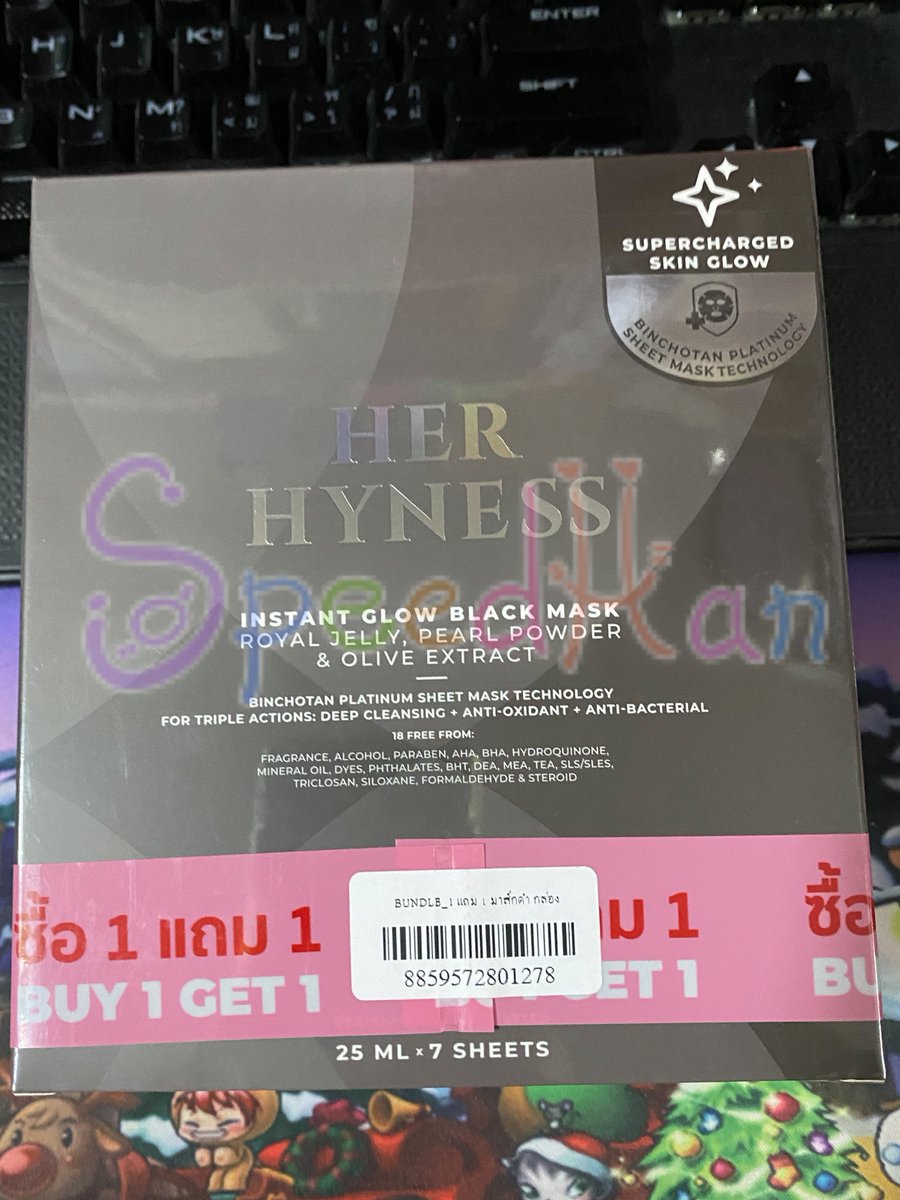 ENTER
H J K L
SHIFT
B N M
SUPERCHARGED
SKIN GLOW
BINCHOTAN PLATINUM
SHEET MASK TECHNOLOGY
HER
HYNESS
SpeedKan
INSTANT GLOW BLACK MASK
ROYAL JELLY, PEARL POWDER
& OLIVE EXTRACT
BINCHOTAN PLATINUM SHEET MASK TECHNOLOGY
FOR TRIPLE ACTIONS: DEEP CLEANSING + ANTI-OXIDANT + ANTI-BACTERIAL
18 FREE FROM:
FRAGRANCE, ALCOHOL, PARABEN, AHA, BHA, HYDROQUINONE,
MINERAL OIL, DYES, PHTHALATES, BHT, DEA, MEA, TEA, SLS/SLES,
TRICLOSAN, SILOXANE, FORMALDEHYDE & STEROID
BUNDLE_1 แถม 1 มาส์กดำ กล่อง
8859572801278
ซื้อ 1 แถม 1
BUY 1 GET 1
ม 1
GET 1
ซื้อ
BU
25 ML x 7 SHEETS